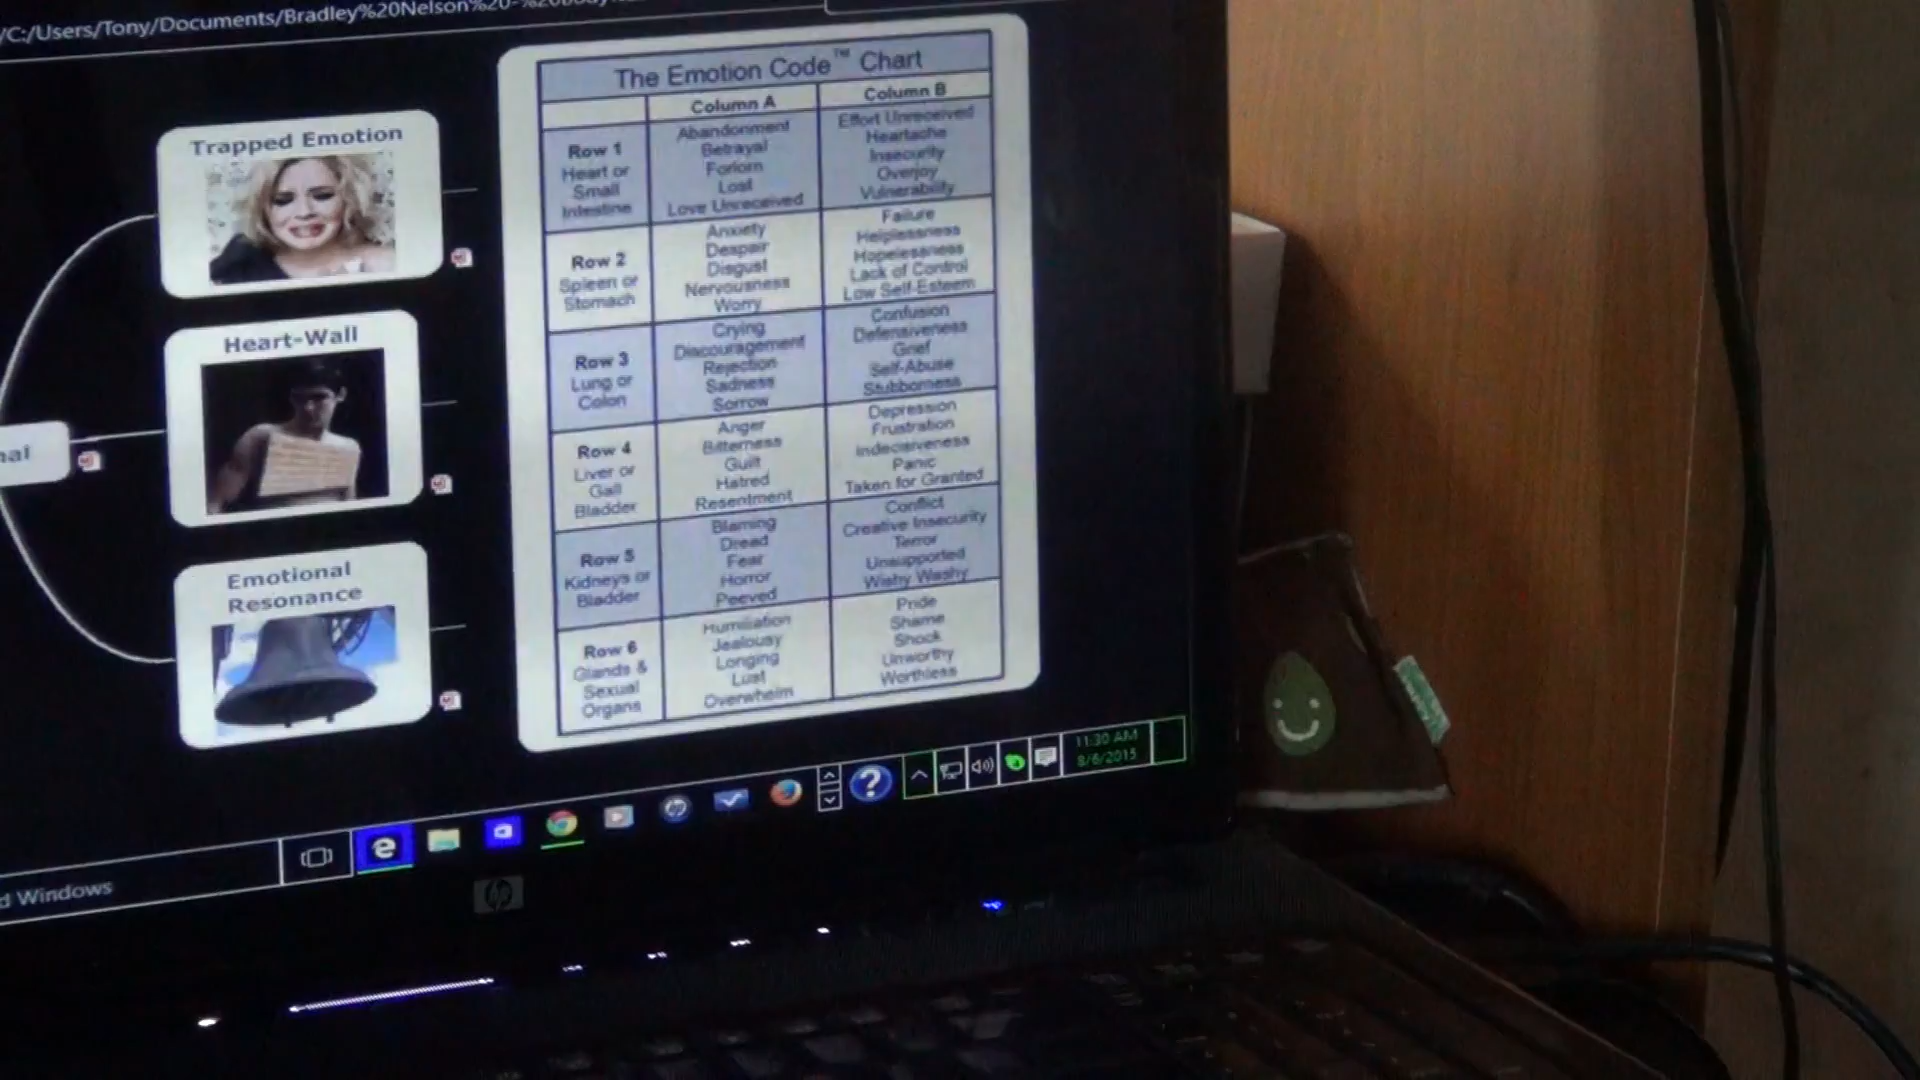 /C:/Users/Tony/Documents/Bradley%20Nelson%20-%20Body
Trapped Emotion
Heart-Wall
nal
Emotional
Resonance
The Emotion Code™ Chart
Column A
Column B
Row 1
Heart or
Small
Intestine
Abandonment
Betrayal
Forlorn
Lost
Love Unreceived
Effort Unreceived
Heartache
Insecurity
Overjoy
Vulnerability
Row 2
Spleen or
Stomach
Anxiety
Despair
Disgust
Nervousness
Worry
Failure
Helplessness
Hopelessness
Lack of Control
Low Self-Esteem
Row 3
Lung or
Colon
Crying
Discouragement
Rejection
Sadness
Sorrow
Confusion
Defensiveness
Grief
Self-Abuse
Stubborness
Row 4
Liver or
Gall
Bladder
Anger
Bitterness
Guilt
Hatred
Resentment
Depression
Frustration
Indecisiveness
Panic
Taken for Granted
Row 5
Kidneys or
Bladder
Blaming
Dread
Fear
Horror
Peeved
Conflict
Creative Insecurity
Terror
Unsupported
Wishy Washy
Row 6
Glands &
Sexual
Organs
Humiliation
Jealousy
Longing
Lust
Overwhelm
Pride
Shame
Shock
Unworthy
Worthless
11:30 AM
8/6/2015
d Windows
hp